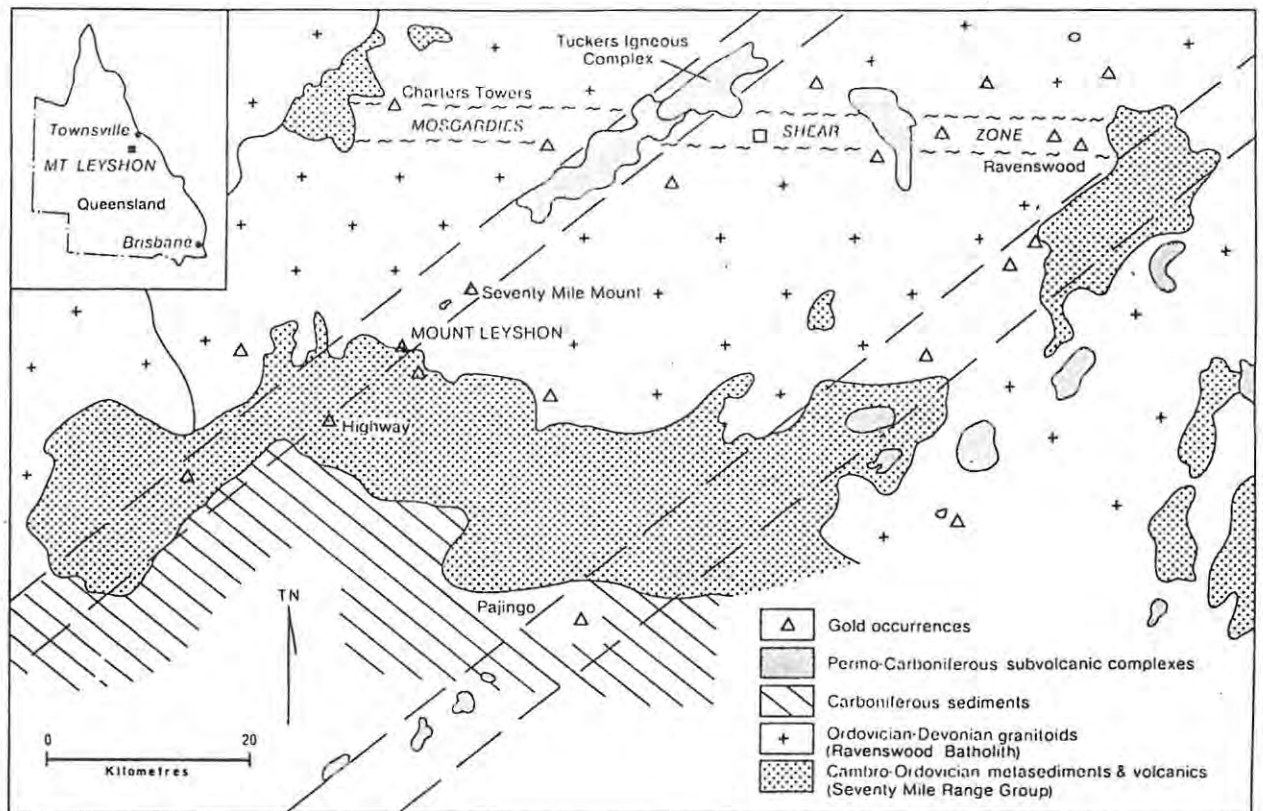 Townsville
MT LEYSHON
Queensland
Brisbane
Tuckers Igneous
Complex
Charters Towers
MOSGARDIES
SHEAR
ZONE
Ravenswood
Seventy Mile Mount
MOUNT LEYSHON
Highway
TN
Pajingo
0
20
Kilometres
Gold occurrences
Permo-Carboniferous subvolcanic complexes
Carboniferous sediments
Ordovician-Devonian granitoids
(Ravenswood Batholith)
Cambro-Ordovician metasediments & volcanics
(Seventy Mile Range Group)